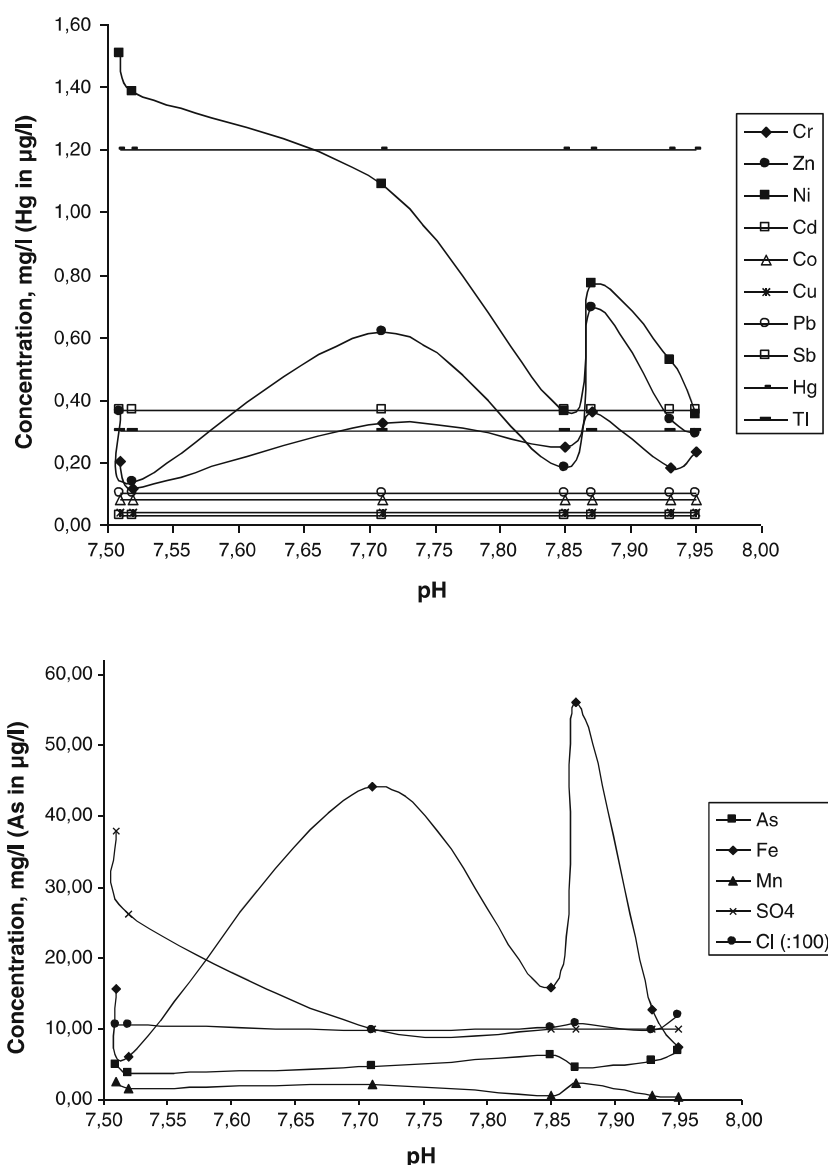 Concentration, mg/l (Hg in µg/l)
1,60
1,40
1,20
1,00
0,80
0,60
0,40
0,20
0,00
7,50 7,55 7,60 7,65 7,70 7,75 7,80 7,85 7,90 7,95 8,00
pH
Cr
Zn
Ni
Cd
Co
Cu
Pb
Sb
Hg
Tl
Concentration, mg/l (As in µg/l)
60,00
50,00
40,00
30,00
20,00
10,00
0,00
7,50 7,55 7,60 7,65 7,70 7,75 7,80 7,85 7,90 7,95 8,00
pH
As
Fe
Mn
SO4
Cl (:100)